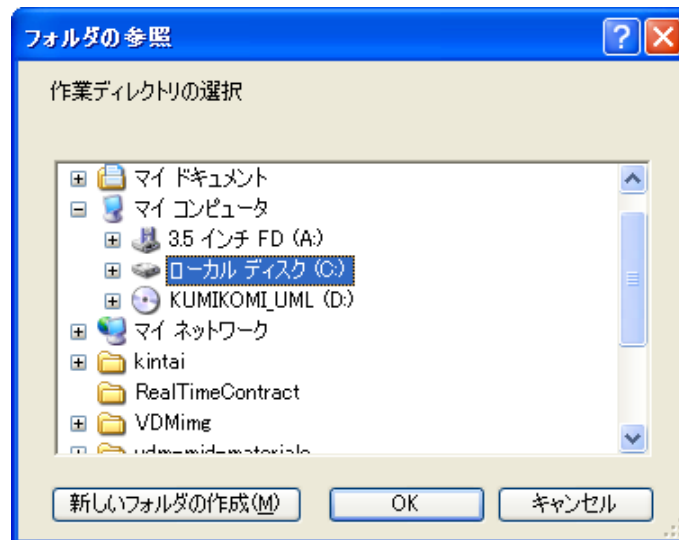 フォルダの参照
作業ディレクトリの選択
マイ ドキュメント
マイ コンピュータ
3.5 インチ FD (A:)
ローカル ディスク (C:)
KUMIKOMI_UML (D:)
マイ ネットワーク
kintai
RealTimeContract
VDMimg
vdm-mid-materials
新しいフォルダの作成(M)
OK
キャンセル